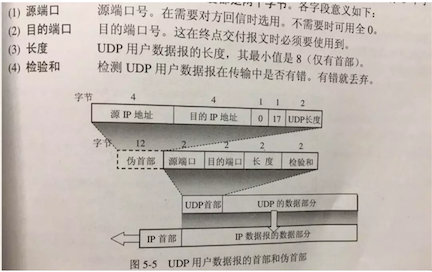 两个字节。各字段意义如下：
(1) 源端口 源端口号。在需要对方回信时选用。不需要时可用全 0。
(2) 目的端口 目的端口号。这在终点交付报文时必须要使用到。
(3) 长度 UDP 用户数据报的长度，其最小值是 8（仅有首部）。
(4) 检验和 检测 UDP 用户数据报在传输中是否有错。有错就丢弃。
字节 4 4 1 1 2
源 IP 地址 目的 IP 地址 0 17 UDP长度
字节 12 2 2 2 2
伪首部 源端口 目的端口 长 度 检验和
UDP首部 UDP 的数据部分
IP 首部 IP 数据报的数据部分
图 5-5 UDP 用户数据报的首部和伪首部